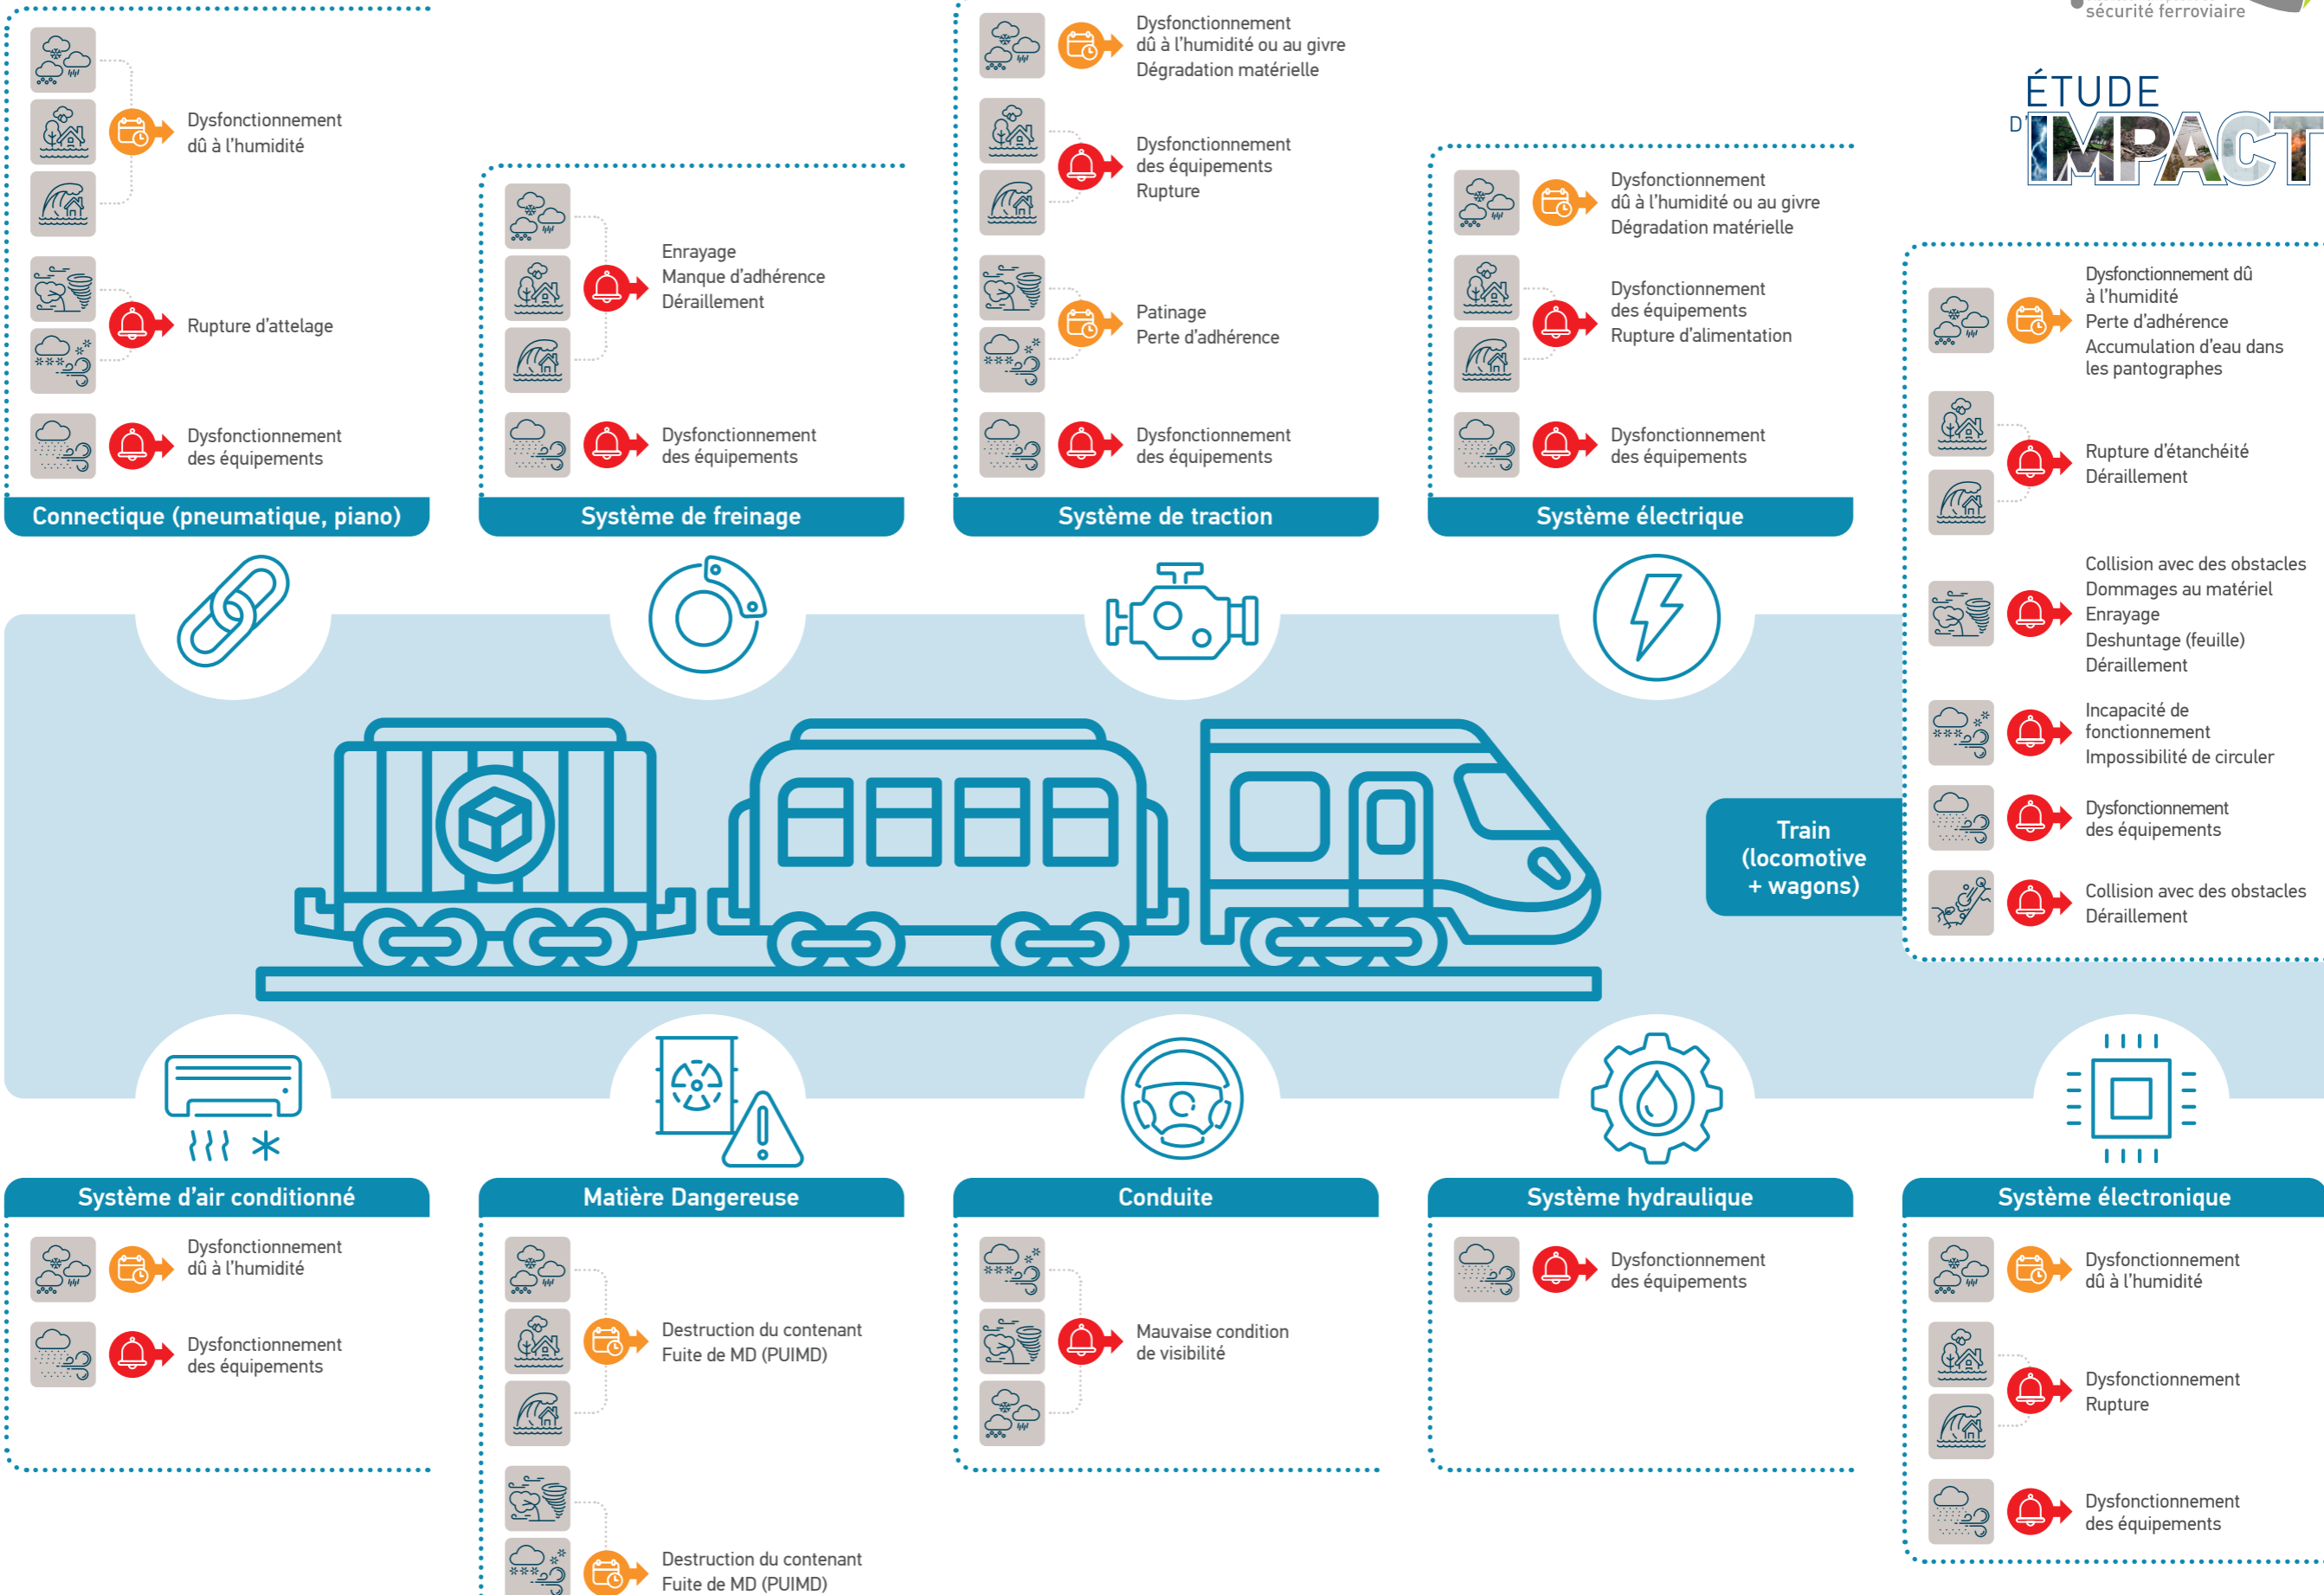 sécurité ferroviaire
ÉTUDE
D'IMPACT
Dysfonctionnement
dû à l'humidité
Rupture d'attelage
Dysfonctionnement
des équipements
Connectique (pneumatique, piano)
Enrayage
Manque d'adhérence
Déraillement
Dysfonctionnement
des équipements
Système de freinage
Dysfonctionnement
dû à l'humidité ou au givre
Dégradation matérielle
Dysfonctionnement
des équipements
Rupture
Patinage
Perte d'adhérence
Dysfonctionnement
des équipements
Système de traction
Dysfonctionnement
dû à l'humidité ou au givre
Dégradation matérielle
Dysfonctionnement
des équipements
Rupture d'alimentation
Dysfonctionnement
des équipements
Système électrique
Dysfonctionnement dû
à l'humidité
Perte d'adhérence
Accumulation d'eau dans
les pantographes
Rupture d'étanchéité
Déraillement
Collision avec des obstacles
Dommages au matériel
Enrayage
Deshuntage (feuille)
Déraillement
Incapacité de
fonctionnement
Impossibilité de circuler
Dysfonctionnement
des équipements
Collision avec des obstacles
Déraillement
Train
(locomotive
+ wagons)
Système d'air conditionné
Dysfonctionnement
dû à l'humidité
Dysfonctionnement
des équipements
Matière Dangereuse
Destruction du contenant
Fuite de MD (PUIMD)
Destruction du contenant
Fuite de MD (PUIMD)
Conduite
Mauvaise condition
de visibilité
Système hydraulique
Dysfonctionnement
des équipements
Système électronique
Dysfonctionnement
dû à l'humidité
Dysfonctionnement
Rupture
Dysfonctionnement
des équipements